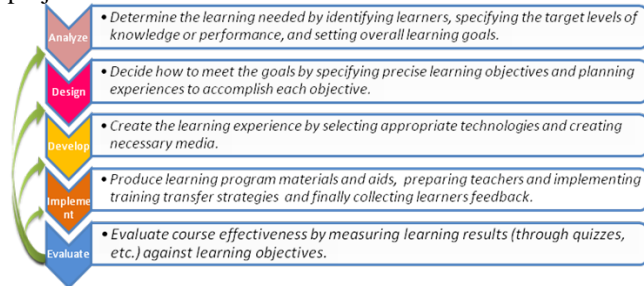 Analyze
• Determine the learning needed by identifying learners, specifying the target levels of
knowledge or performance, and setting overall learning goals.
Design
• Decide how to meet the goals by specifying precise learning objectives and planning
experiences to accomplish each objective.
Develop
• Create the learning experience by selecting appropriate technologies and creating
necessary media.
Impleme
nt
• Produce learning program materials and aids, preparing teachers and implementing
training transfer strategies and finally collecting learners feedback.
Evaluate
• Evaluate course effectiveness by measuring learning results (through quizzes,
etc.) against learning objectives.